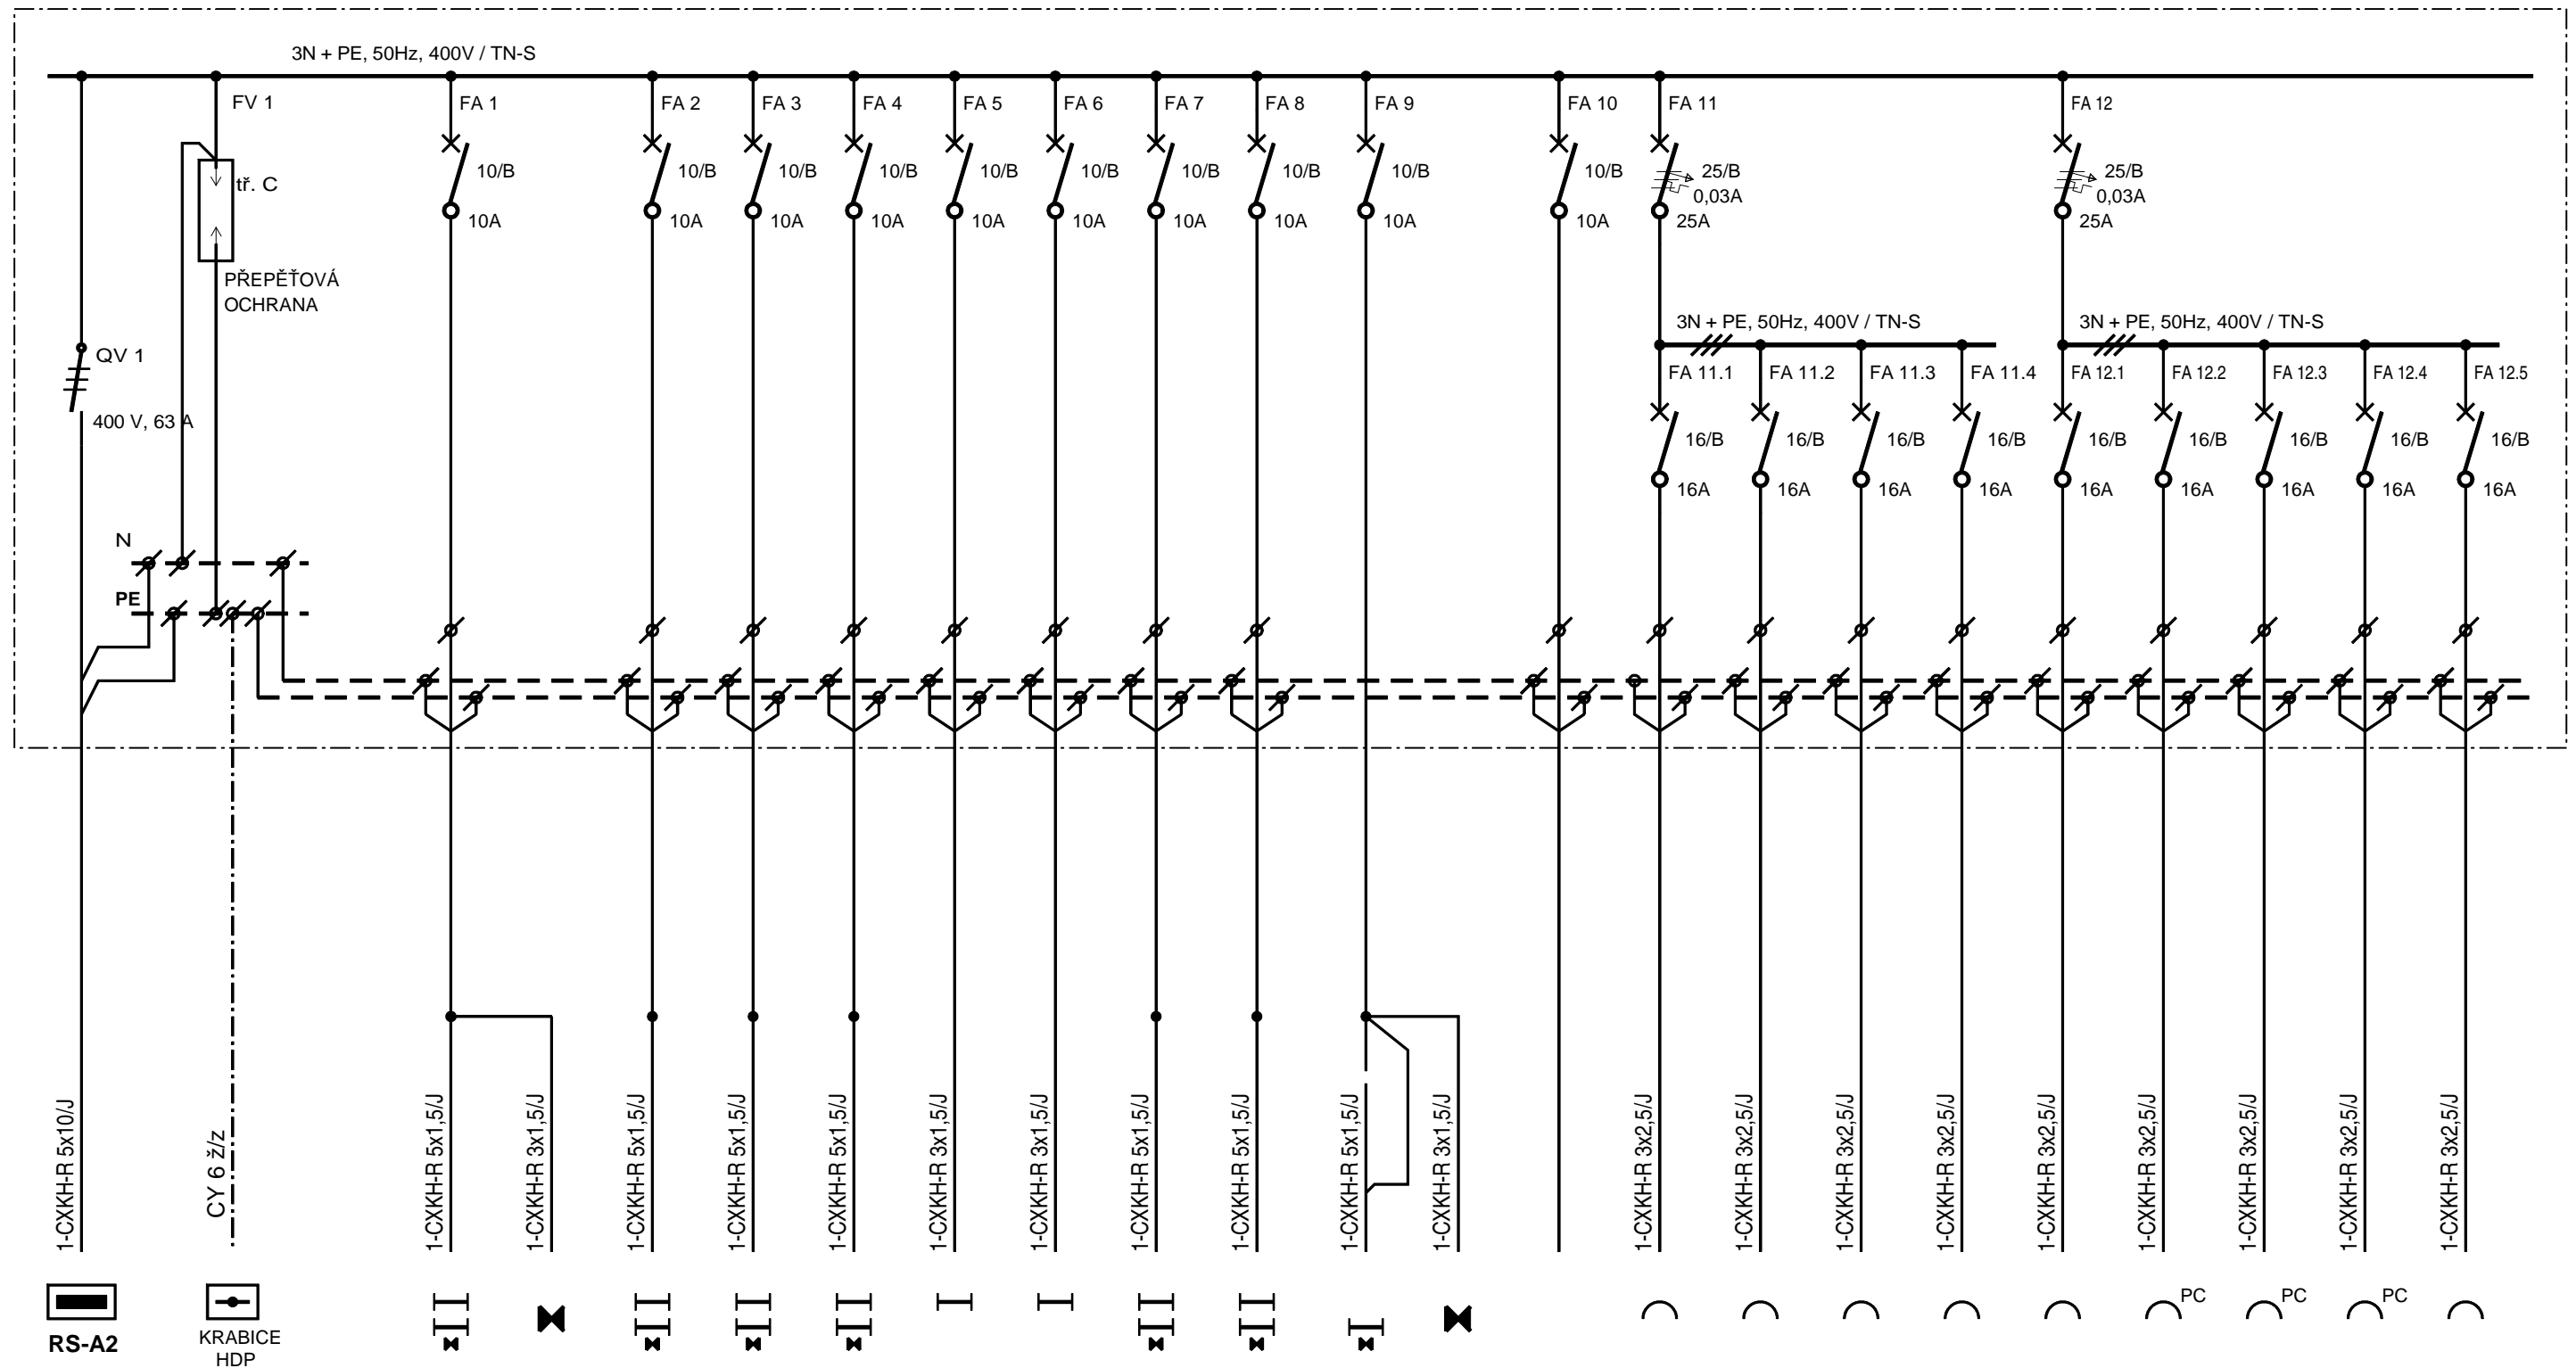 3N + PE, 50Hz, 400V / TN-S
FV 1
FA 1
FA 2
FA 3
FA 4
FA 5
FA 6
FA 7
FA 8
FA 9
FA 10
FA 11
FA 12
10/B
10/B
10/B
10/B
10/B
10/B
10/B
10/B
10/B
10/B
25/B
25/B
tř. C
0,03A
0,03A
10A
10A
10A
10A
10A
10A
10A
10A
10A
10A
25A
25A
PŘEPĚŤOVÁ
OCHRANA
3N + PE, 50Hz, 400V / TN-S
3N + PE, 50Hz, 400V / TN-S
QV 1
FA 11.1
FA 11.2
FA 11.3
FA 11.4
FA 12.1
FA 12.2
FA 12.3
FA 12.4
FA 12.5
400 V, 63 A
16/B
16/B
16/B
16/B
16/B
16/B
16/B
16/B
16/B
16A
16A
16A
16A
16A
16A
16A
16A
16A
N
PE
1-CXKH-R 5x10/J
CY 6 ž/z
1-CXKH-R 5x1,5/J
1-CXKH-R 3x1,5/J
1-CXKH-R 5x1,5/J
1-CXKH-R 5x1,5/J
1-CXKH-R 5x1,5/J
1-CXKH-R 3x1,5/J
1-CXKH-R 3x1,5/J
1-CXKH-R 5x1,5/J
1-CXKH-R 5x1,5/J
1-CXKH-R 5x1,5/J
1-CXKH-R 3x1,5/J
1-CXKH-R 3x2,5/J
1-CXKH-R 3x2,5/J
1-CXKH-R 3x2,5/J
1-CXKH-R 3x2,5/J
1-CXKH-R 3x2,5/J
1-CXKH-R 3x2,5/J
1-CXKH-R 3x2,5/J
1-CXKH-R 3x2,5/J
1-CXKH-R 3x2,5/J
PC
PC
PC
RS-A2
KRABICE
HDP